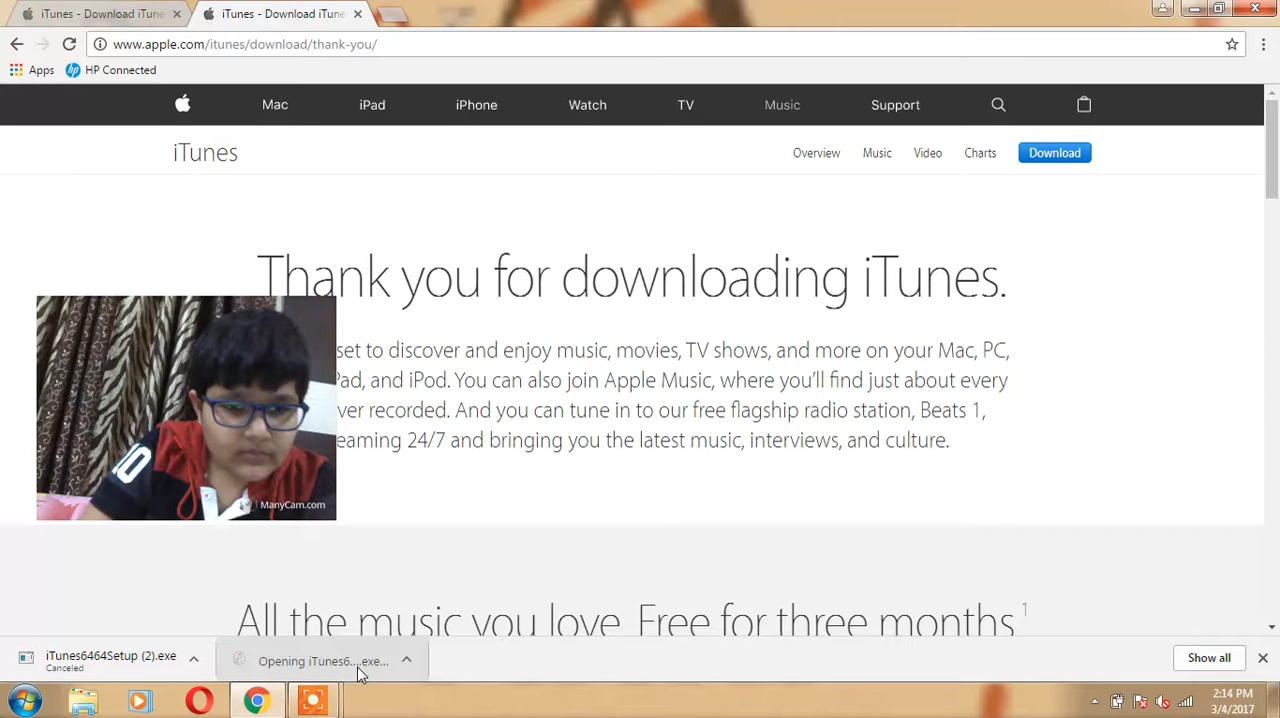 iTunes - Download iTune
iTunes - Download iTune
www.apple.com/itunes/download/thank-you/
Apps
HP Connected
Mac
iPad
iPhone
Watch
TV
Music
Support
iTunes
Overview
Music
Video
Charts
Download
Thank you for downloading iTunes.
set to discover and enjoy music, movies, TV shows, and more on your Mac, PC,
Pad, and iPod. You can also join Apple Music, where you'll find just about every
ver recorded. And you can tune in to our free flagship radio station, Beats 1,
eaming 24/7 and bringing you the latest music, interviews, and culture.
10
ManyCam.com
All the music you love. Free for three months¹
iTunes6464Setup (2).exe
Canceled
Opening iTunes6....exe...
Show all
2:14 PM
3/4/2017